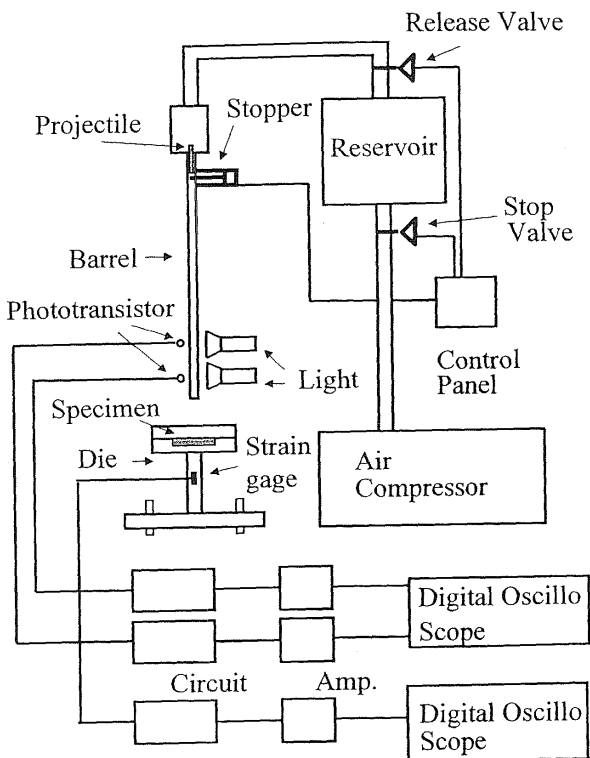 Release Valve
Stopper
Projectile
Reservoir
Stop
Valve
Barrel
Phototransistor
Light
Control
Panel
Specimen
Die
Strain
gage
Air
Compressor
Digital Oscillo
Scope
Circuit
Amp.
Digital Oscillo
Scope